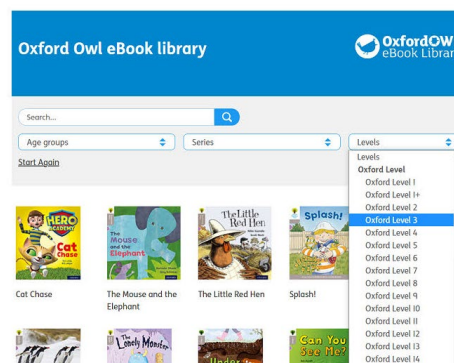 Oxford Owl eBook library
OxfordOW
eBook Librar
Search...
Age groups
Series
Levels
Start Again
Levels
Oxford Level
Oxford Level 1
Oxford Level 1+
Oxford Level 2
Oxford Level 3
Oxford Level 4
Oxford Level 5
Oxford Level 6
Oxford Level 7
Oxford Level 8
Oxford Level 9
Oxford Level 10
Oxford Level 11
Oxford Level 12
Oxford Level 13
Oxford Level 14
HERO
ACADEMY
Cat
Chase
The
Mouse
and the
Elephant
The Little
Red Hen
Splash!
Cat Chase
The Mouse and the
Elephant
The Little Red Hen
Splash!
Lonely Monster
Under
Can You
See Me?